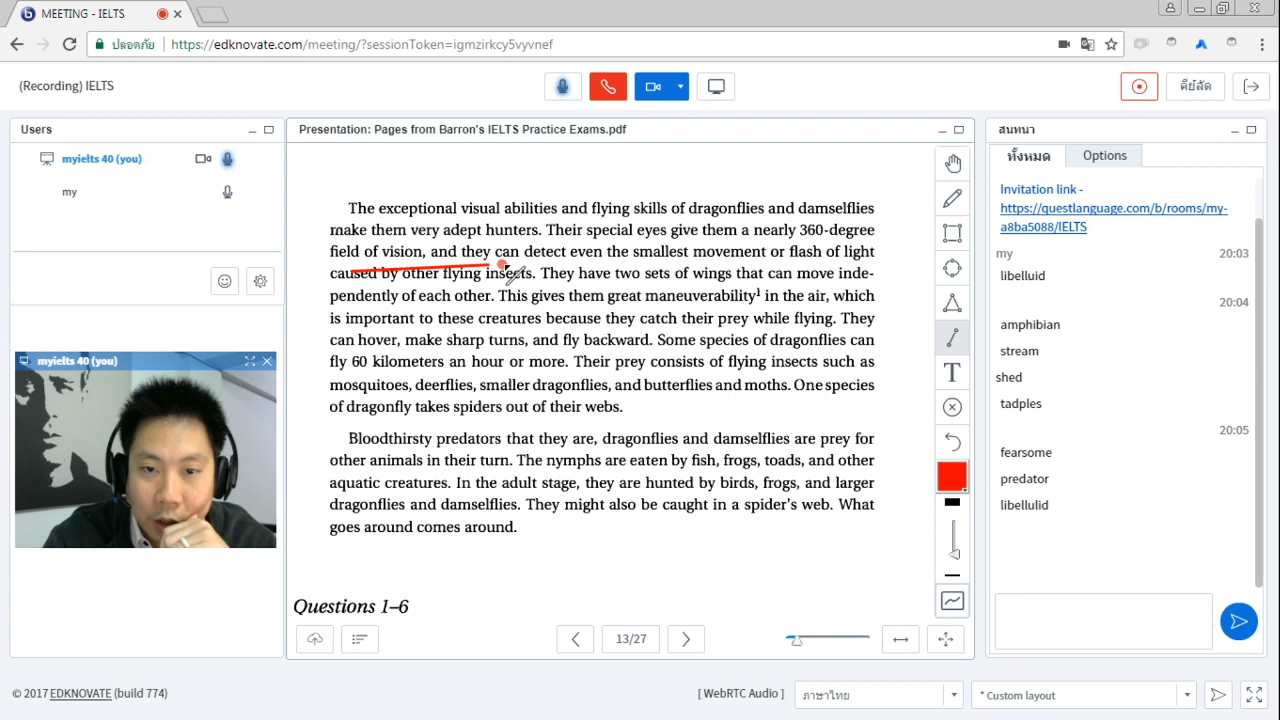 MEETING - IELTS
ปลอดภัย
https://edknovate.com/meeting/?sessionToken=igmzirkcy5vyvnef
(Recording) IELTS
คีย์ลัด
Users
myielts 40 (you)
my
myielts 40 (you)
Presentation: Pages from Barron's IELTS Practice Exams.pdf
The exceptional visual abilities and flying skills of dragonflies and damselflies
make them very adept hunters. Their special eyes give them a nearly 360-degree
field of vision, and they can detect even the smallest movement or flash of light
caused by other flying insects. They have two sets of wings that can move inde-
pendently of each other. This gives them great maneuverability¹ in the air, which
is important to these creatures because they catch their prey while flying. They
can hover, make sharp turns, and fly backward. Some species of dragonflies can
fly 60 kilometers an hour or more. Their prey consists of flying insects such as
mosquitoes, deerflies, smaller dragonflies, and butterflies and moths. One species
of dragonfly takes spiders out of their webs.
Bloodthirsty predators that they are, dragonflies and damselflies are prey for
other animals in their turn. The nymphs are eaten by fish, frogs, toads, and other
aquatic creatures. In the adult stage, they are hunted by birds, frogs, and larger
dragonflies and damselflies. They might also be caught in a spider's web. What
goes around comes around.
Questions 1–6
T
13/27
สนทนา
ทั้งหมด
Options
Invitation link -
https://questlanguage.com/b/rooms/my-
a8ba5088/IELTS
my 20:03
libelluid
20:04
amphibian
stream
shed
tadples
20:05
fearsome
predator
libellulid
© 2017 EDKNOVATE (build 774)
[ WebRTC Audio ]
ภาษาไทย
* Custom layout